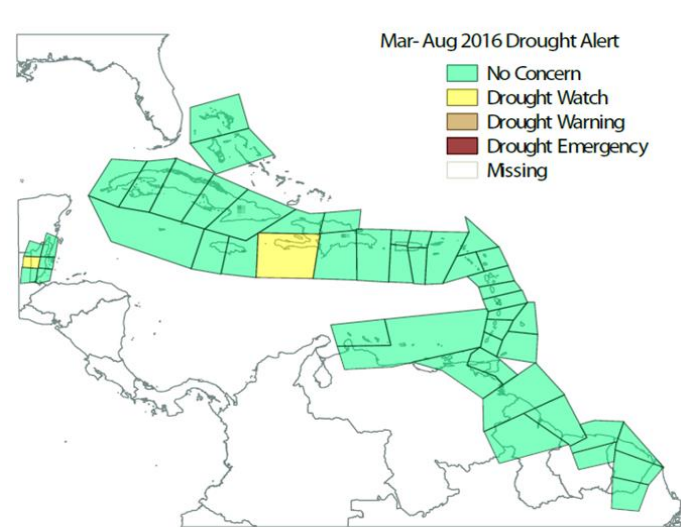 Mar- Aug 2016 Drought Alert
No Concern
Drought Watch
Drought Warning
Drought Emergency
Missing